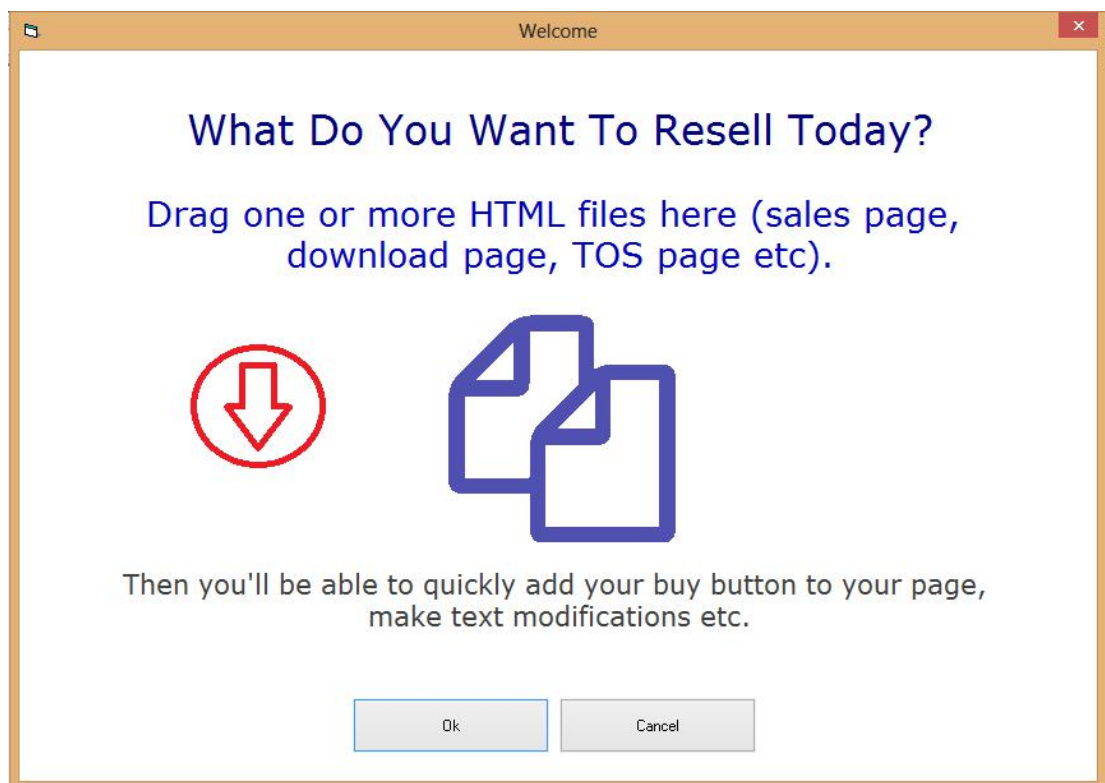 Welcome
What Do You Want To Resell Today?
Drag one or more HTML files here (sales page,
download page, TOS page etc).
Then you'll be able to quickly add your buy button to your page,
make text modifications etc.
Ok
Cancel